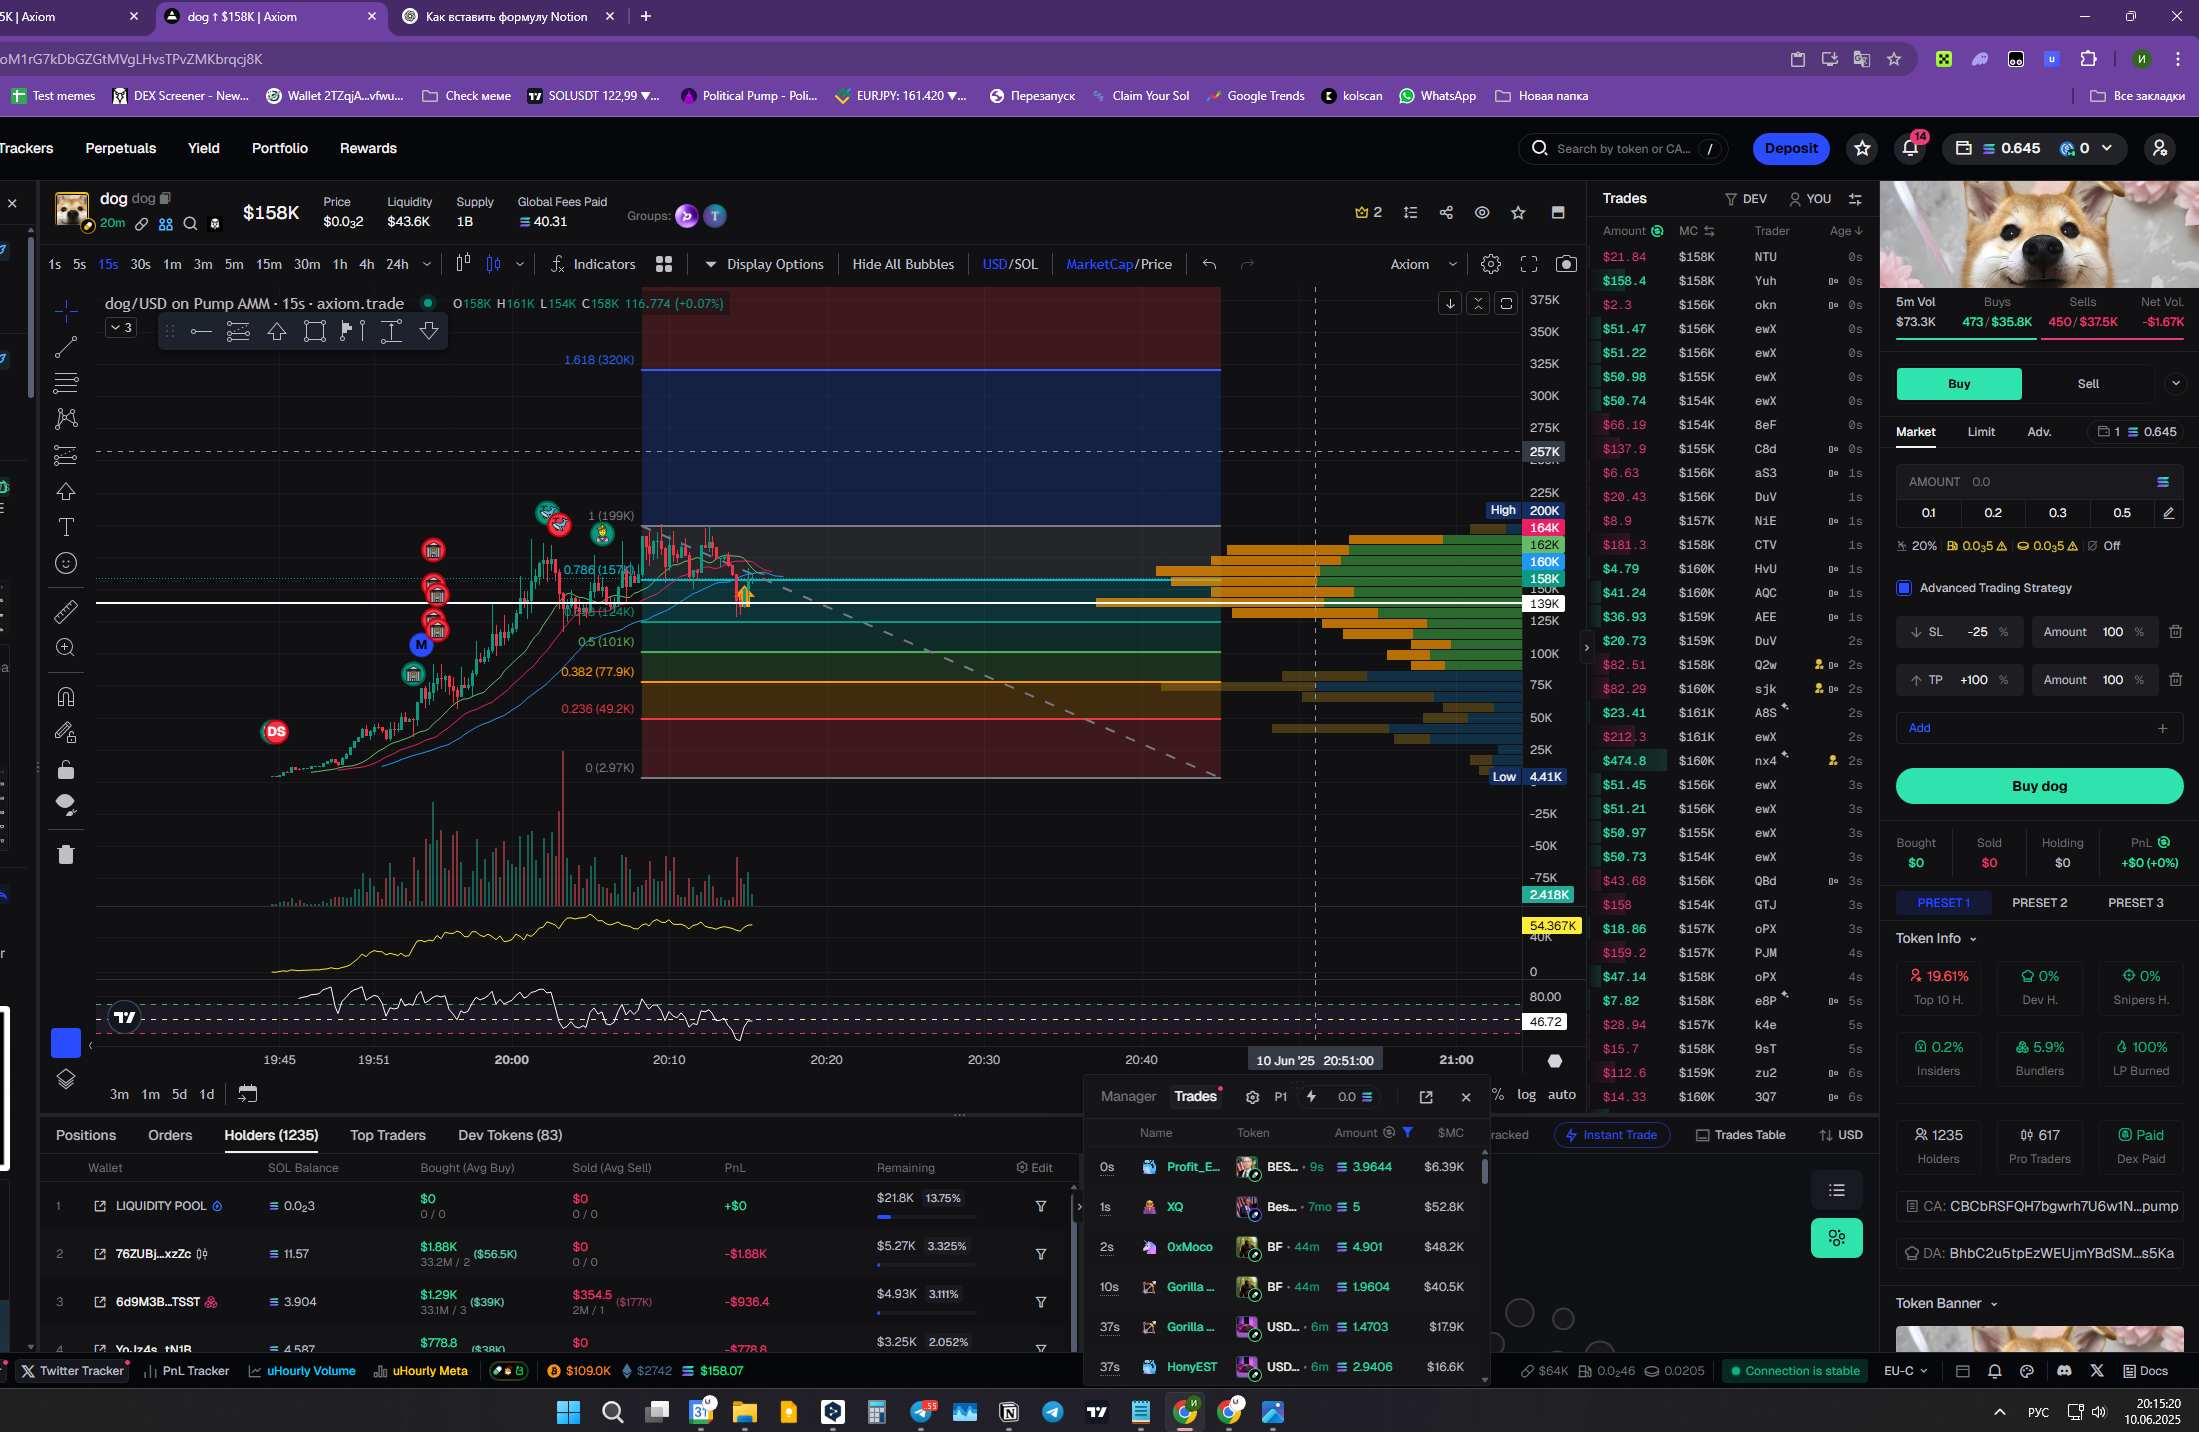 5K | Axiom
dog ↑ $158K | Axiom
Как вставить формулу Notion
oM1rG7kDbGZGtMVgLHvsTPvZMKbrqcj8K
Test memes
DEX Screener - New...
Wallet 2TZqjA...vfwu...
Check меме
SOLUSDT 122,99 ▼...
Political Pump - Poli...
EURJPY: 161.420 ▼...
Перезапуск
Claim Your Sol
Google Trends
kolscan
WhatsApp
Новая папка
Все закладки
Trackers
Perpetuals
Yield
Portfolio
Rewards
Search by token or CA...
/
Deposit
14
0.645
0
dog dog
20m
$158K
Price
$0.0₃2
Liquidity
$43.6K
Supply
1B
Global Fees Paid
40.31
Groups:
T
2
1s 5s 15s 30s 1m 3m 5m 15m 30m 1h 4h 24h
Indicators
Display Options
Hide All Bubbles
USD/SOL
MarketCap/Price
Axiom
dog/USD on Pump AMM · 15s · axiom.trade
O158K H161K L154K C158K 116.774 (+0.07%)
3
1.618 (320K)
1 (199K)
0.786 (157K)
0.618 (124K)
0.5 (101K)
0.382 (77.9K)
0.236 (49.2K)
0 (2.97K)
DS
M
375K
350K
325K
300K
275K
257K
225K
High 200K
164K
162K
160K
158K
150K
139K
125K
100K
75K
50K
25K
Low 4.41K
-25K
-50K
-75K
2.418K
54.367K
40K
0
80.00
46.72
19:45
19:51
20:00
20:10
20:20
20:30
20:40
10 Jun '25 20:51:00
21:00
3m 1m 5d 1d
% log auto
Trades
DEV
YOU
Amount MC Trader Age
$21.84 $158K NTU 0s
$158.4 $158K Yuh 0s
$2.3 $156K okn 0s
$51.47 $156K ewX 0s
$51.22 $156K ewX 0s
$50.98 $155K ewX 0s
$50.74 $154K ewX 0s
$66.19 $154K 8eF 0s
$137.9 $155K C8d 0s
$6.63 $156K aS3 1s
$20.43 $156K DuV 1s
$8.9 $157K NiE 1s
$181.3 $158K CTV 1s
$4.79 $160K HvU 1s
$41.24 $160K AQC 1s
$36.93 $159K AEE 1s
$20.73 $159K DuV 2s
$82.51 $158K Q2w 2s
$82.29 $160K sjk 2s
$23.41 $161K A8S 2s
$212.3 $161K ewX 2s
$474.8 $160K nx4 2s
$51.45 $156K ewX 3s
$51.21 $156K ewX 3s
$50.97 $155K ewX 3s
$50.73 $154K ewX 3s
$43.68 $156K QBd 3s
$158 $154K GTJ 3s
$18.86 $157K oPX 3s
$159.2 $157K PJM 4s
$47.14 $158K oPX 4s
$7.82 $158K e8P 5s
$28.94 $157K k4e 5s
$15.7 $158K 9sT 5s
$112.6 $159K zu2 6s
$14.33 $160K 3Q7 6s
5m Vol Buys Sells Net Vol.
$73.3K 473 / $35.8K 450 / $37.5K -$1.67K
Buy
Sell
Market
Limit
Adv.
1 0.645
AMOUNT 0.0
0.1 0.2 0.3 0.5
20% 0.0₃5 0.0₃5 Off
Advanced Trading Strategy
SL -25 % Amount 100 %
TP +100 % Amount 100 %
Add
Buy dog
Bought Sold Holding PnL
$0 $0 $0 +$0 (+0%)
PRESET 1 PRESET 2 PRESET 3
Token Info
19.61% 0% 0%
Top 10 H. Dev H. Snipers H.
0.2% 5.9% 100%
Insiders Bundlers LP Burned
1235 617 Paid
Holders Pro Traders Dex Paid
CA: CBCbRSFQH7bgwrh7U6w1N...pump
DA: BhbC2u5tpEzWEUjmYBdSM...s5Ka
Token Banner
Positions
Orders
Holders (1235)
Top Traders
Dev Tokens (83)
racked
Instant Trade
Trades Table
USD
Wallet SOL Balance Bought (Avg Buy) Sold (Avg Sell) PnL Remaining Edit
1 LIQUIDITY POOL 0.0₂3 $0 $0 +$0 $21.8K 13.75%
0 / 0 0 / 0
2 76ZUBj...xzZc 11.57 $1.88K ($56.5K) $0 -$1.88K $5.27K 3.325%
33.2M / 2 0 / 0
3 6d9M3B...TSST 3.904 $1.29K ($39K) $354.5 ($177K) -$936.4 $4.93K 3.111%
33.1M / 3 2M / 1
4 YoJz4s...tN1B 4.587 $778.8 ($38K) $0 -$778.8 $3.25K 2.052%
Manager
Trades
P1
0.0
Name Token Amount $MC
0s Profit_E... BES... · 9s 3.9644 $6.39K
1s XQ Bes... · 7mo 5 $52.8K
2s 0xMoco BF · 44m 4.901 $48.2K
10s Gorilla ... BF · 44m 1.9604 $40.5K
37s Gorilla ... USD... · 6m 1.4703 $17.9K
37s HonyEST USD... · 6m 2.9406 $16.6K
Twitter Tracker
PnL Tracker
uHourly Volume
uHourly Meta
$109.0K
$2742
$158.07
$64K
0.0₂46
0.0205
Connection is stable
EU-C
Docs
55
РУС
20:15:20
10.06.2025